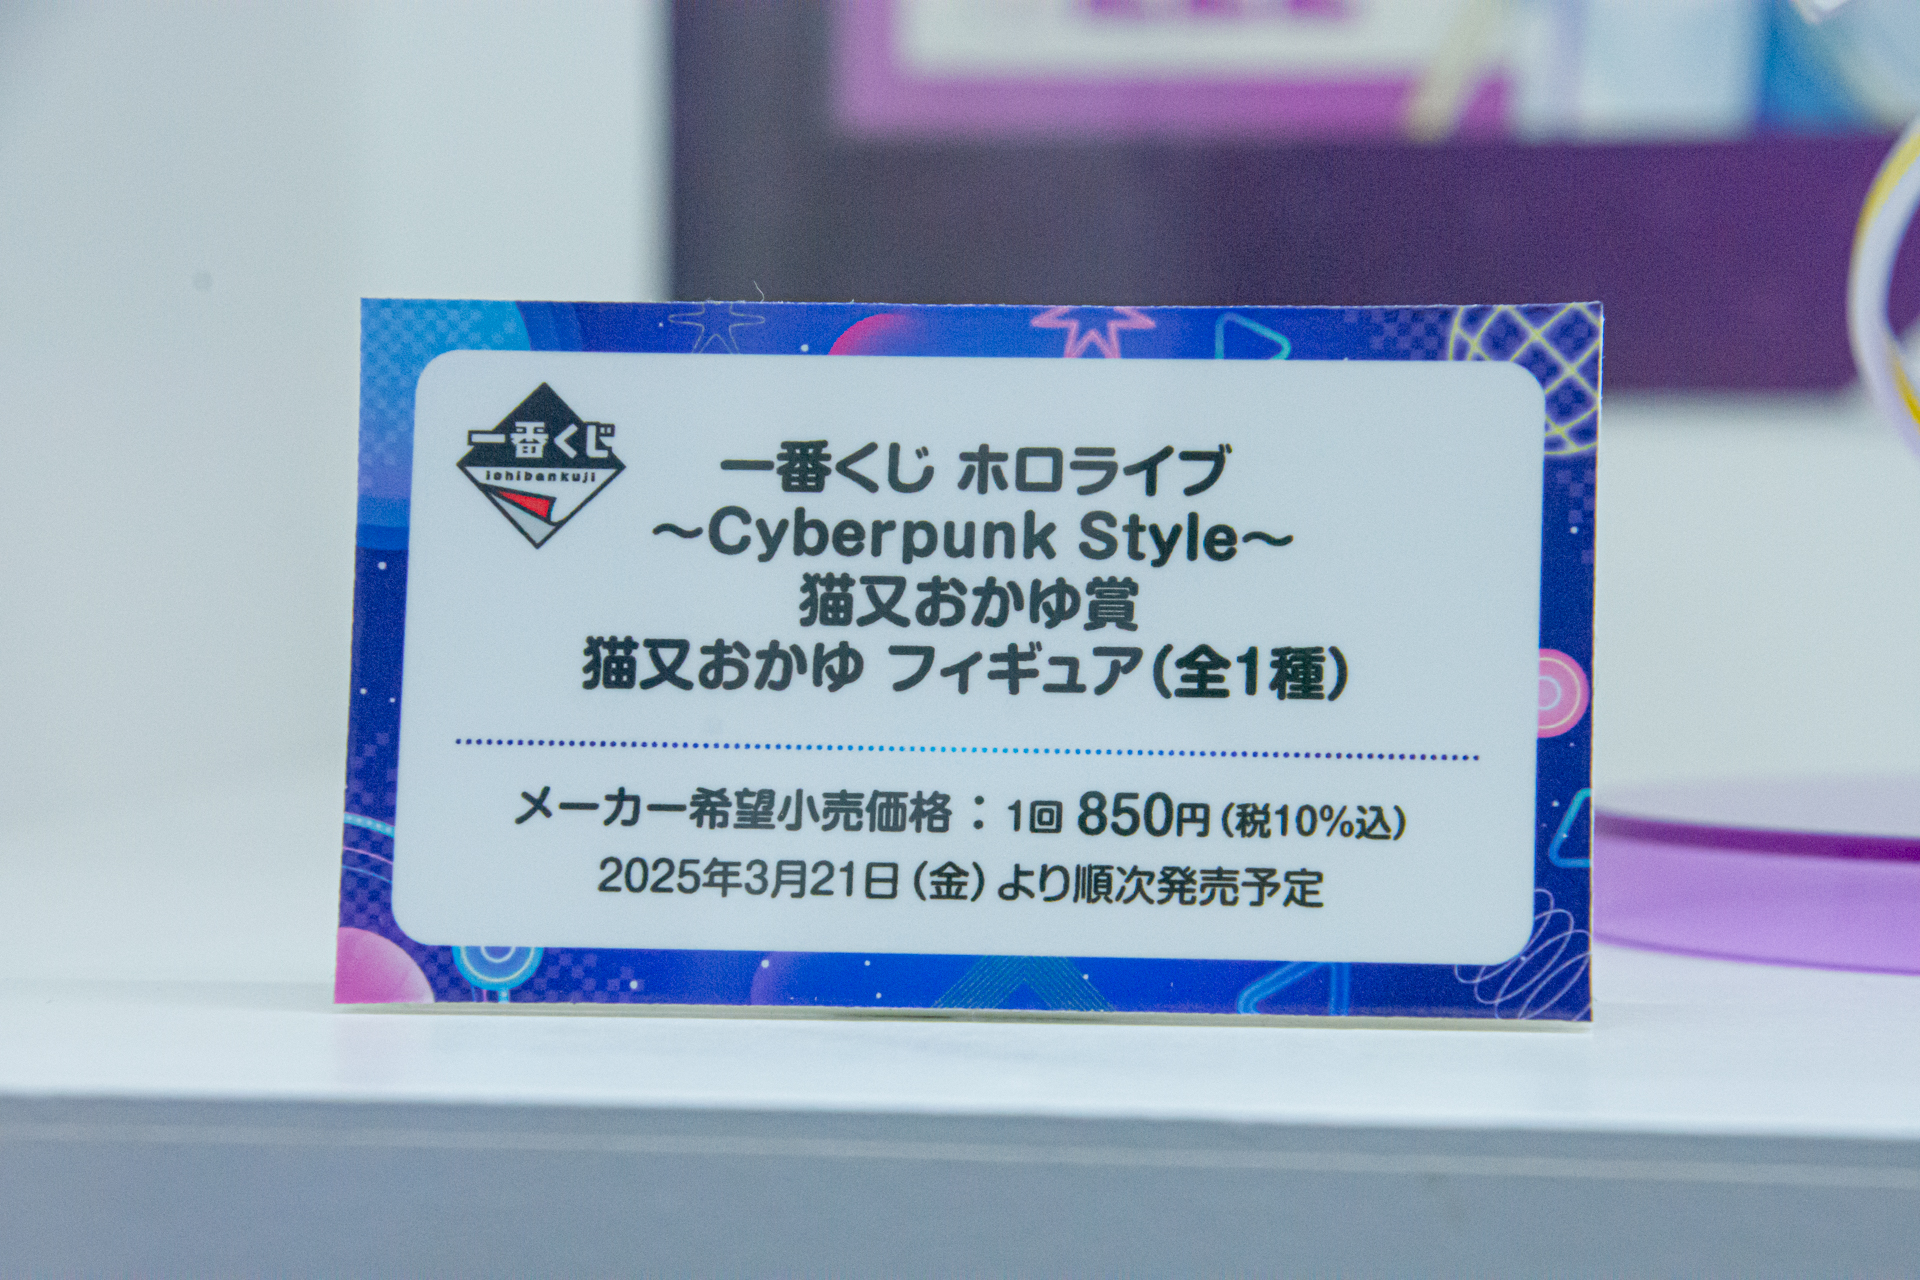 一番くじ
ichibankuji
一番くじ ホロライブ
～Cyberpunk Style～
猫又おかゆ賞
猫又おかゆ フィギュア(全1種)
メーカー希望小売価格：1回 850円(税10%込)
2025年3月21日(金)より順次発売予定